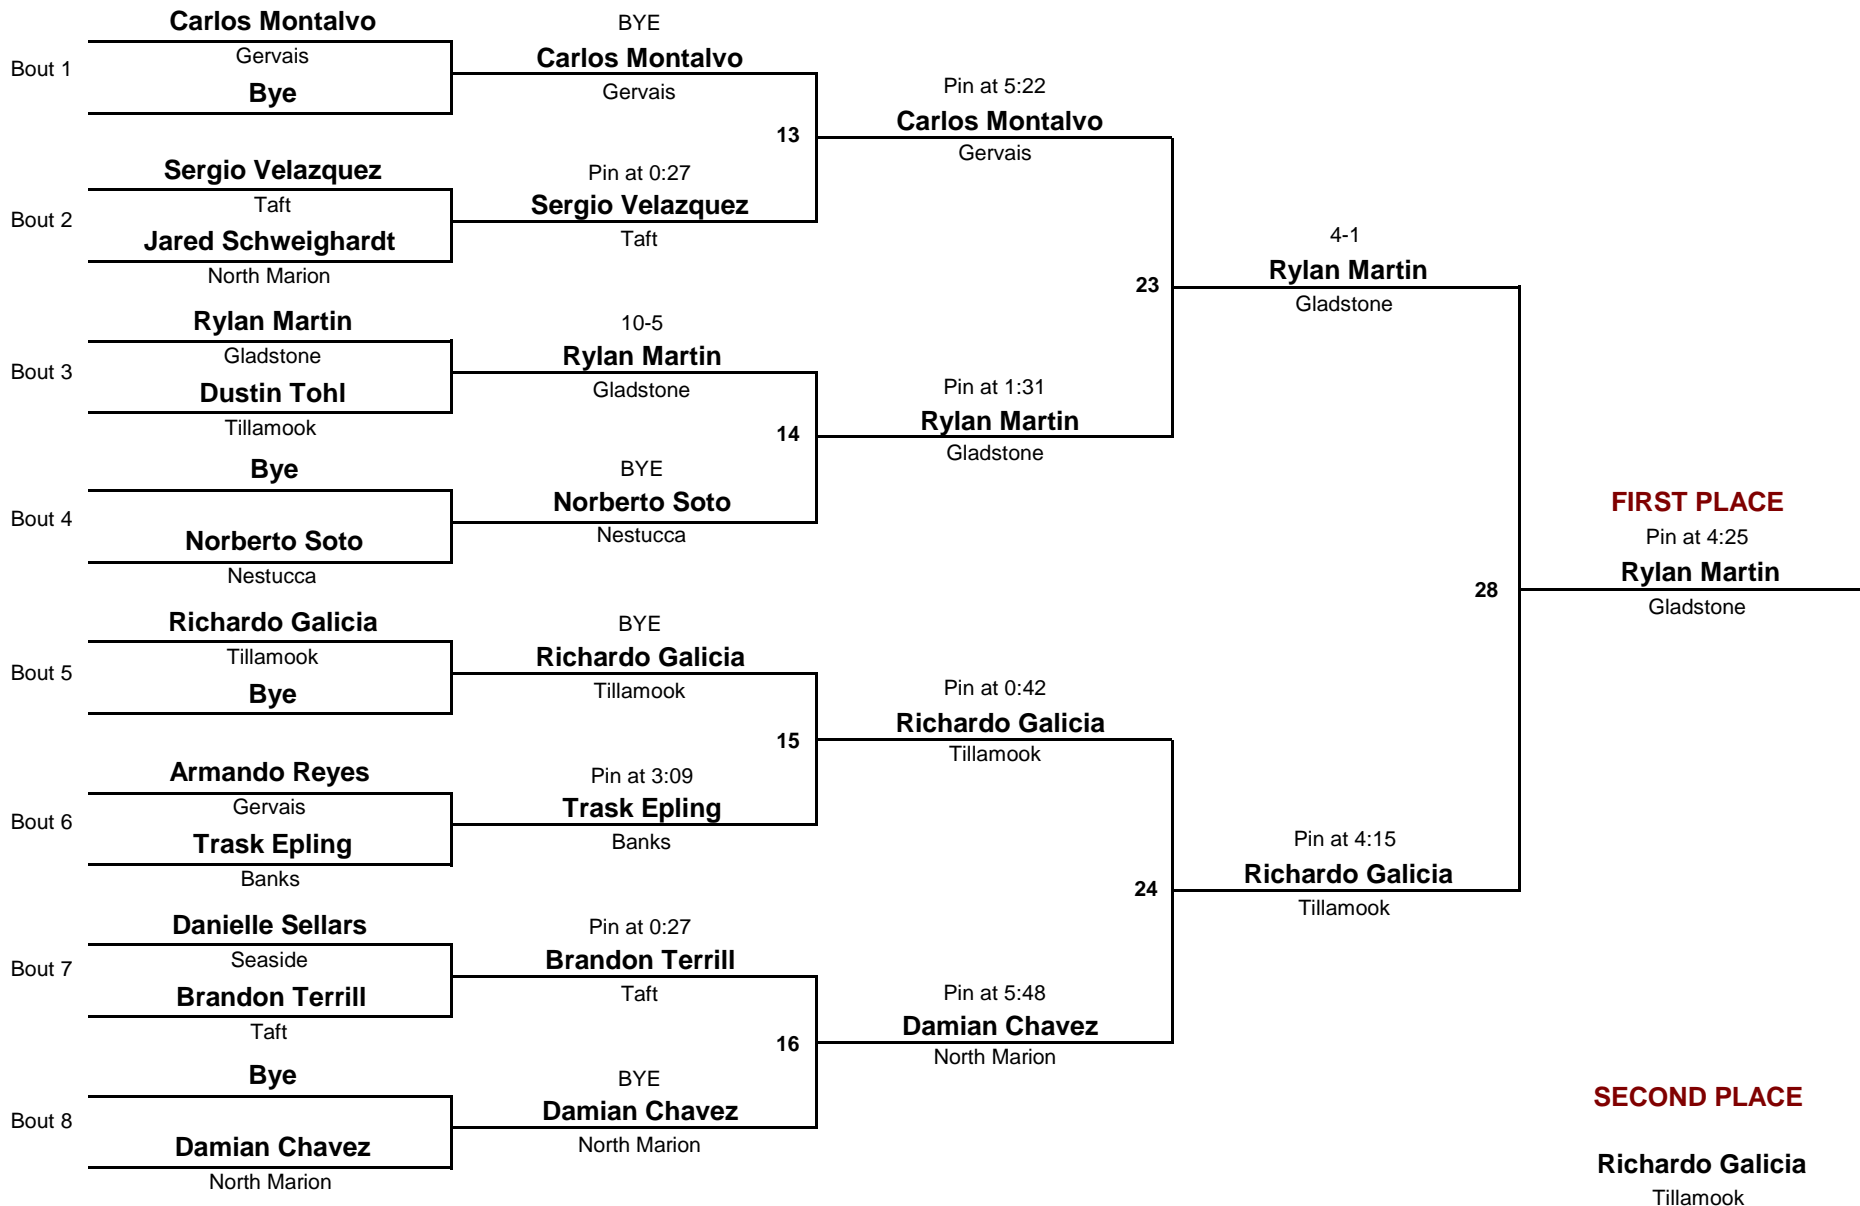 Bout 1
Carlos Montalvo
Gervais
Bye
Bout 2
Sergio Velazquez
Taft
Jared Schweighardt
North Marion
Bout 3
Rylan Martin
Gladstone
Dustin Tohl
Tillamook
Bout 4
Bye
Norberto Soto
Nestucca
Bout 5
Richardo Galicia
Tillamook
Bye
Bout 6
Armando Reyes
Gervais
Trask Epling
Banks
Bout 7
Danielle Sellars
Seaside
Brandon Terrill
Taft
Bout 8
Bye
Damian Chavez
North Marion
BYE
Carlos Montalvo
Gervais
13
Pin at 0:27
Sergio Velazquez
Taft
10-5
Rylan Martin
Gladstone
14
BYE
Norberto Soto
Nestucca
BYE
Richardo Galicia
Tillamook
15
Pin at 3:09
Trask Epling
Banks
Pin at 0:27
Brandon Terrill
Taft
16
BYE
Damian Chavez
North Marion
Pin at 5:22
Carlos Montalvo
Gervais
23
Pin at 1:31
Rylan Martin
Gladstone
Pin at 0:42
Richardo Galicia
Tillamook
24
Pin at 5:48
Damian Chavez
North Marion
4-1
Rylan Martin
Gladstone
28
Pin at 4:15
Richardo Galicia
Tillamook
FIRST PLACE
Pin at 4:25
Rylan Martin
Gladstone
SECOND PLACE
Richardo Galicia
Tillamook